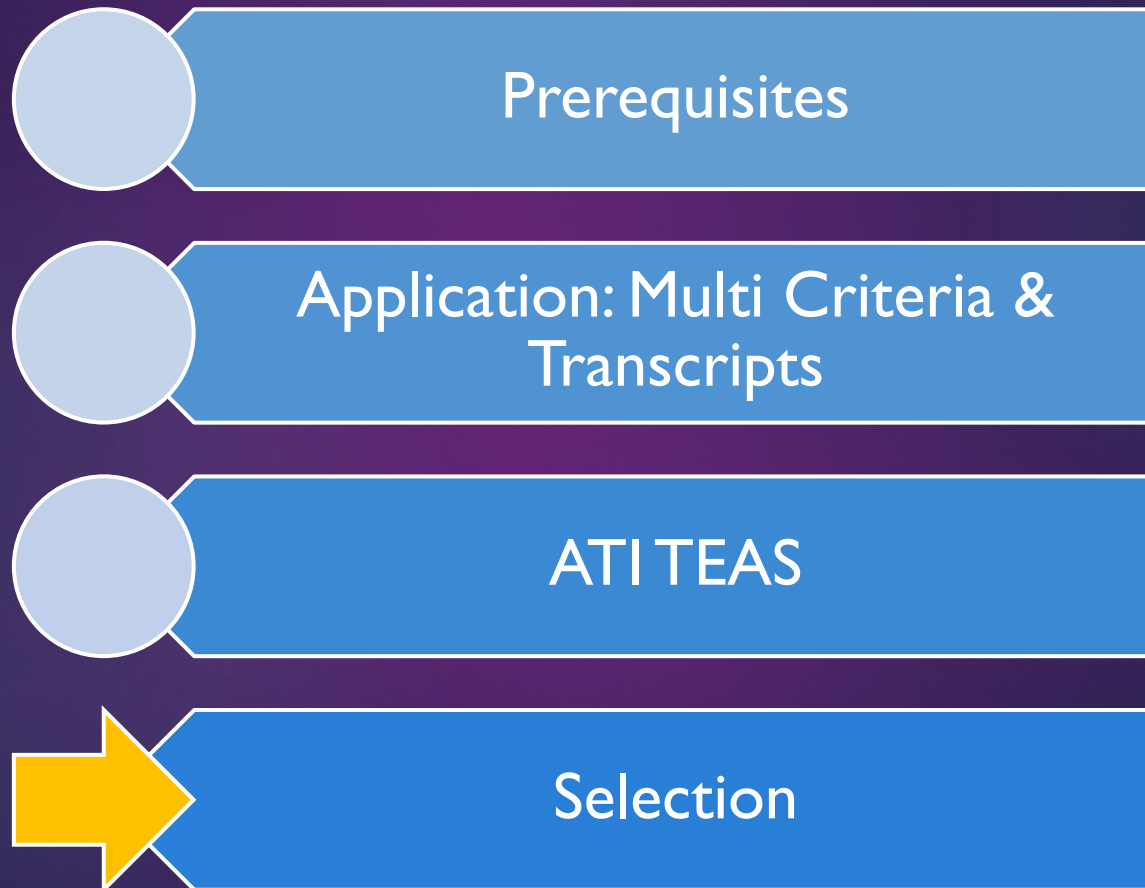 Prerequisites
Application: Multi Criteria &
Transcripts
ATI TEAS
Selection